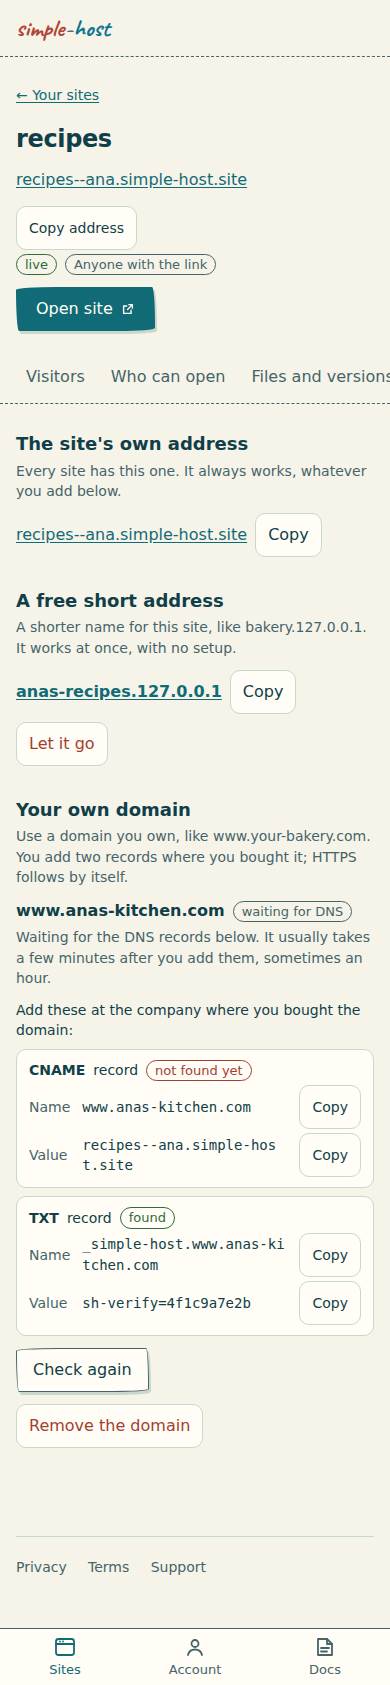 simple-host
← Your sites
recipes
recipes--ana.simple-host.site
Copy address
live Anyone with the link
Open site
Visitors Who can open Files and versions
The site's own address
Every site has this one. It always works, whatever
you add below.
recipes--ana.simple-host.site Copy
A free short address
A shorter name for this site, like bakery.127.0.0.1.
It works at once, with no setup.
anas-recipes.127.0.0.1 Copy
Let it go
Your own domain
Use a domain you own, like www.your-bakery.com.
You add two records where you bought it; HTTPS
follows by itself.
www.anas-kitchen.com waiting for DNS
Waiting for the DNS records below. It usually takes
a few minutes after you add them, sometimes an
hour.
Add these at the company where you bought the
domain:
CNAME record not found yet
Name www.anas-kitchen.com Copy
Value recipes--ana.simple-hos
t.site Copy
TXT record found
Name _simple-host.www.anas-ki
tchen.com Copy
Value sh-verify=4f1c9a7e2b Copy
Check again
Remove the domain
Privacy Terms Support
Sites Account Docs